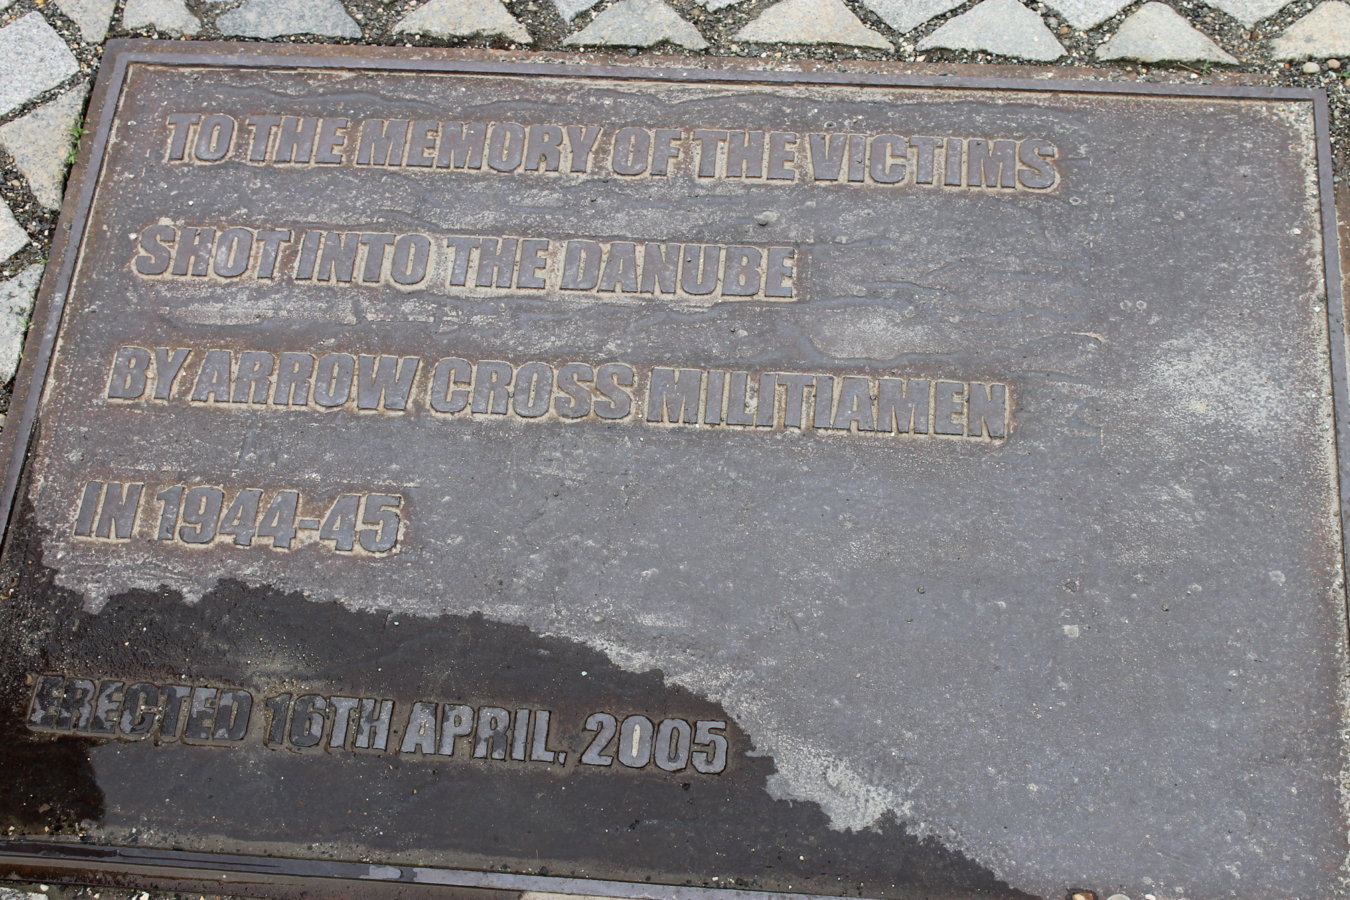 TO THE MEMORY OF THE VICTIMS
SHOT INTO THE DANUBE
BY ARROW CROSS MILITIAMEN
IN 1944-45
ERECTED 16TH APRIL, 2005